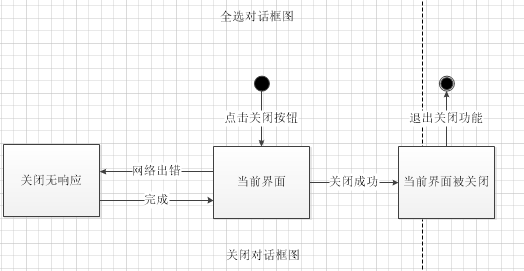 全选对话框图
点击关闭按钮
退出关闭功能
关闭无响应
网络出错
完成
当前界面
关闭成功
当前界面被关闭
关闭对话框图